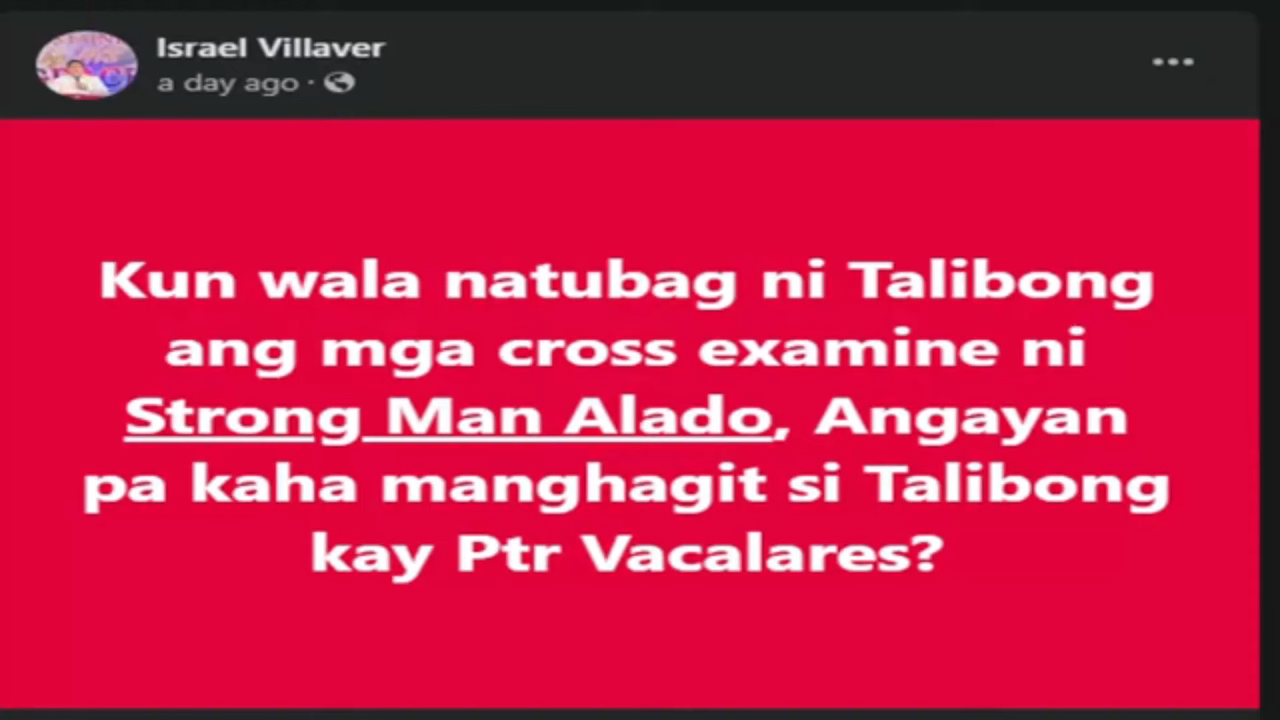 Israel Villaver
a day ago ·
Kun wala natubag ni Talibong
ang mga cross examine ni
Strong Man Alado, Angayan
pa kaha manghagit si Talibong
kay Ptr Vacalares?